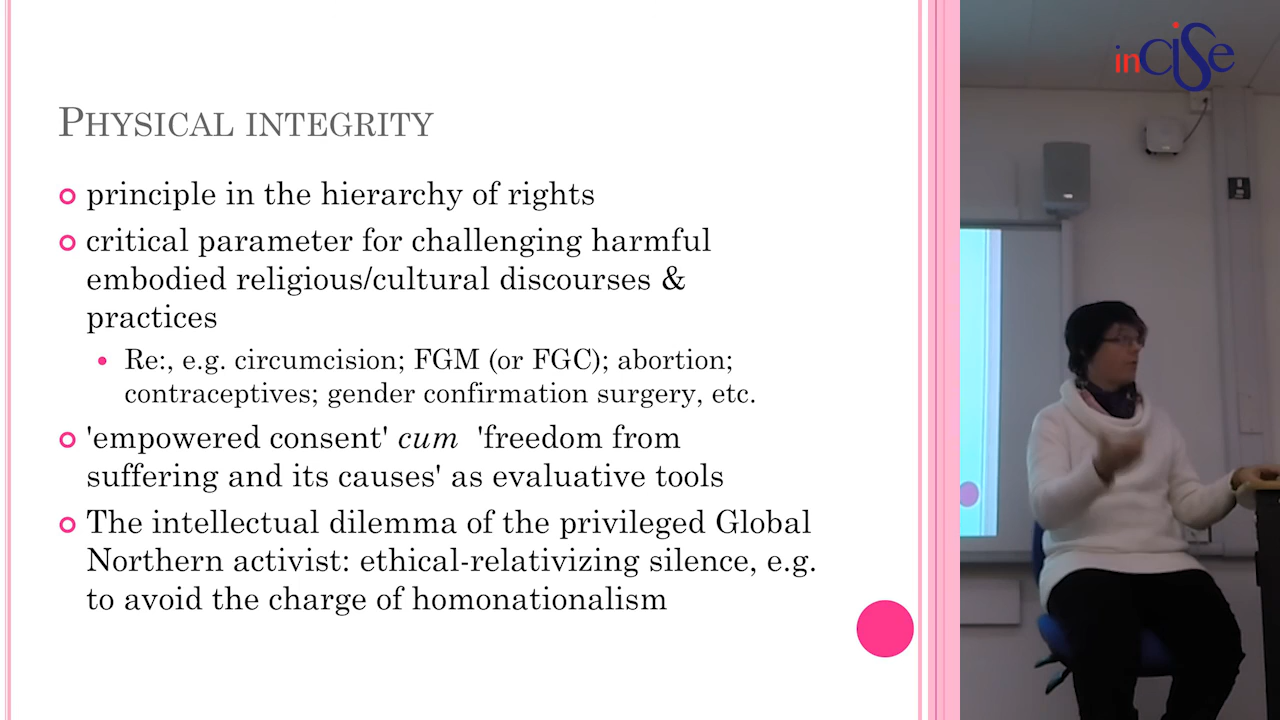 inCiSe
PHYSICAL INTEGRITY
principle in the hierarchy of rights
critical parameter for challenging harmful
embodied religious/cultural discourses &
practices
Re:, e.g. circumcision; FGM (or FGC); abortion;
contraceptives; gender confirmation surgery, etc.
'empowered consent' cum 'freedom from
suffering and its causes' as evaluative tools
The intellectual dilemma of the privileged Global
Northern activist: ethical-relativizing silence, e.g.
to avoid the charge of homonationalism